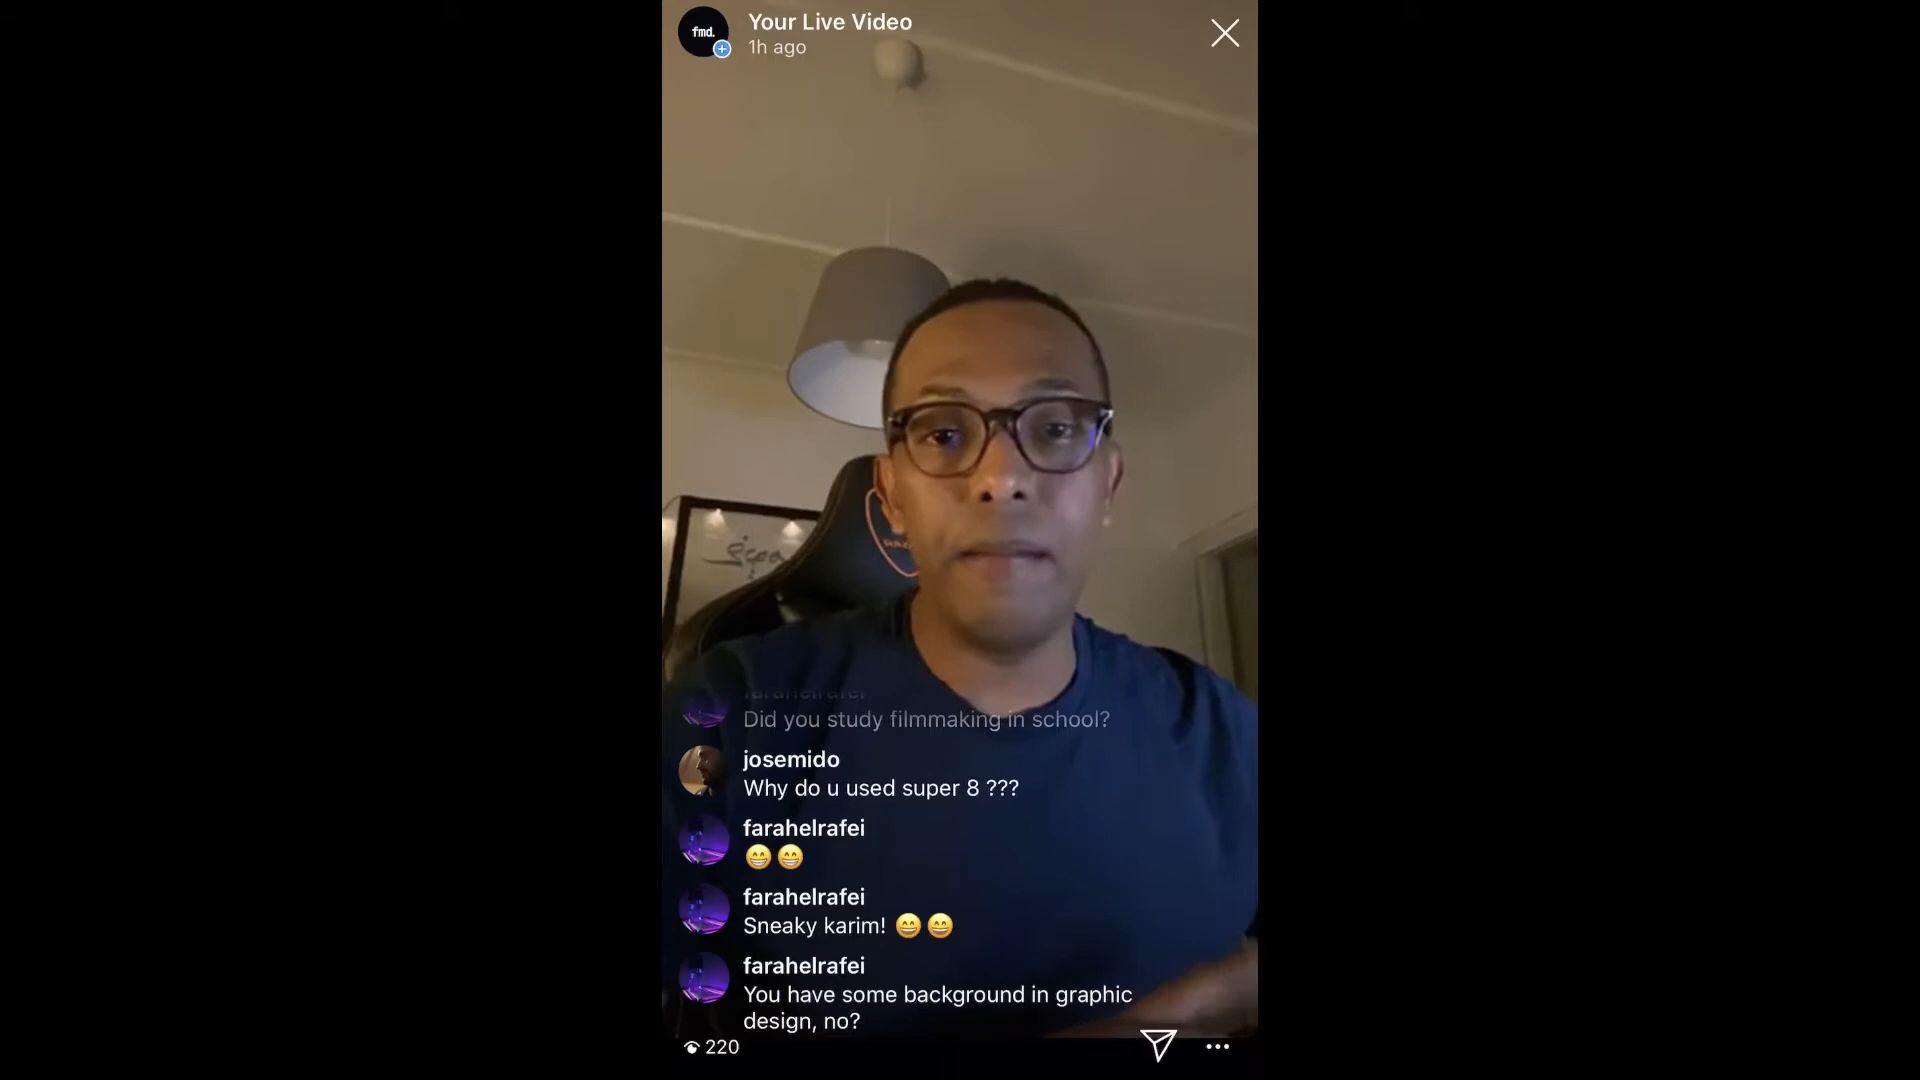 fmd.
Your Live Video
1h ago
farahelrafei
Did you study filmmaking in school?
josemido
Why do u used super 8 ???
farahelrafei
😁😁
farahelrafei
Sneaky karim! 😄😄
farahelrafei
You have some background in graphic
design, no?
220